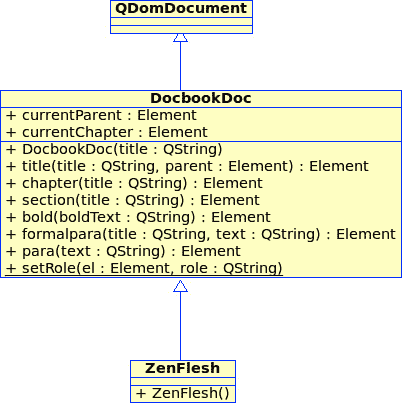 QDomDocument
DocbookDoc
+ currentParent : Element
+ currentChapter : Element
+ DocbookDoc(title : QString)
+ title(title : QString, parent : Element) : Element
+ chapter(title : QString) : Element
+ section(title : QString) : Element
+ bold(boldText : QString) : Element
+ formalpara(title : QString, text : QString) : Element
+ para(text : QString) : Element
+ setRole(el : Element, role : QString)
ZenFlesh
+ ZenFlesh()